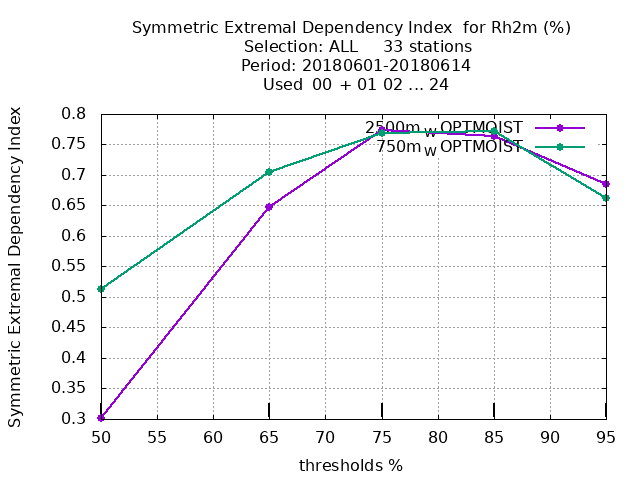 Symmetric Extremal Dependency Index for Rh2m (%)
Selection: ALL 33 stations
Period: 20180601-20180614
Used 00 + 01 02 ... 24
Symmetric Extremal Dependency Index
0.8
0.75
0.7
0.65
0.6
0.55
0.5
0.45
0.4
0.35
0.3
2500m_W OPTMOIST
750m_W OPTMOIST
50 55 60 65 70 75 80 85 90 95
thresholds %